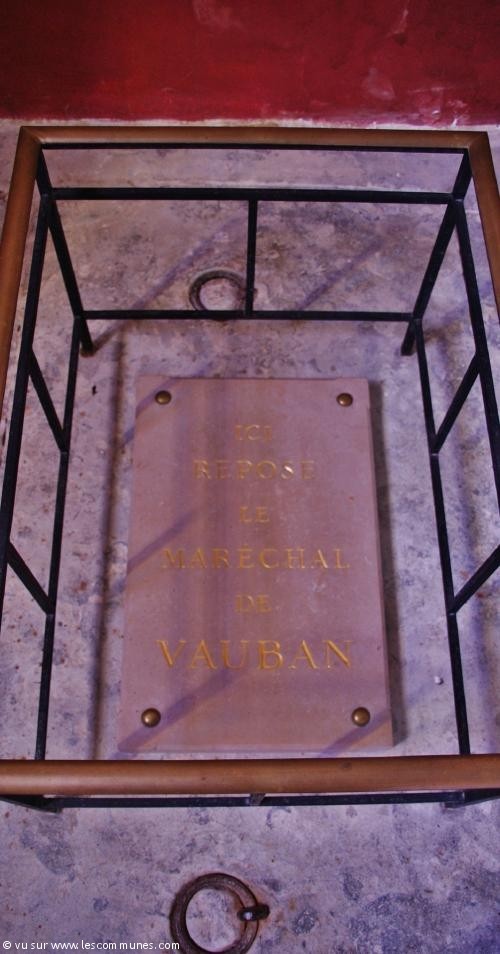 ICI
REPOSE
LE
MARÉCHAL
DE
VAUBAN
© vu sur www.lescommunes.com